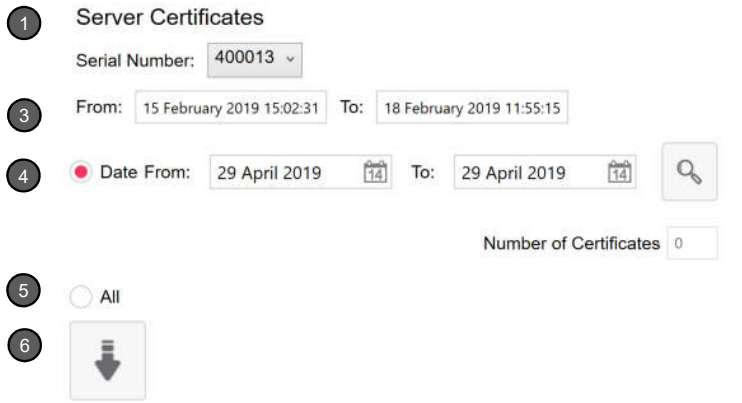 1 Server Certificates
Serial Number: 400013
3 From: 15 February 2019 15:02:31 To: 18 February 2019 11:55:15
4 Date From: 29 April 2019 14 To: 29 April 2019 14
Number of Certificates 0
5 All
6